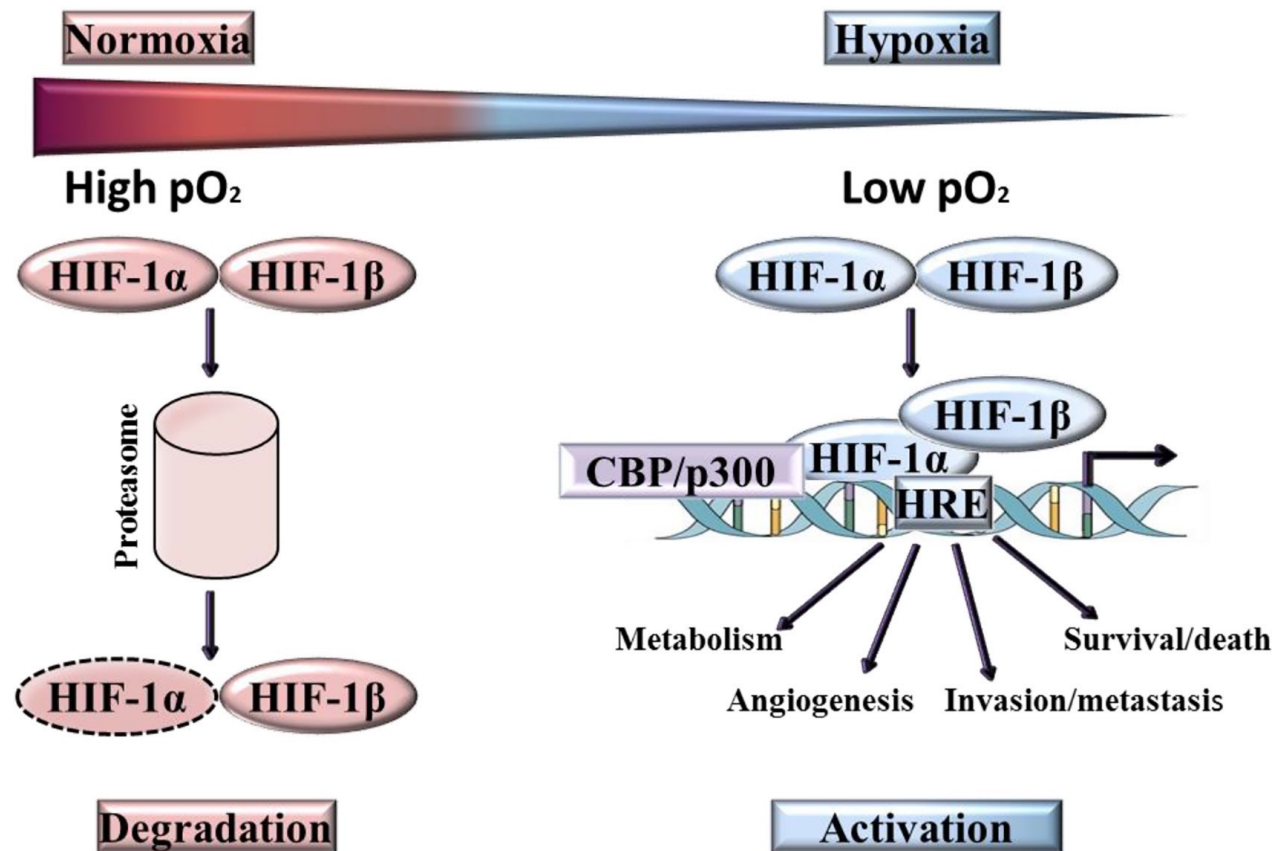 Normoxia
Hypoxia
High pO₂
Low pO₂
HIF-1α
HIF-1β
HIF-1α
HIF-1β
Proteasome
HIF-1β
CBP/p300
HIF-1α
HRE
Metabolism
Survival/death
Angiogenesis
Invasion/metastasis
HIF-1α
HIF-1β
Degradation
Activation